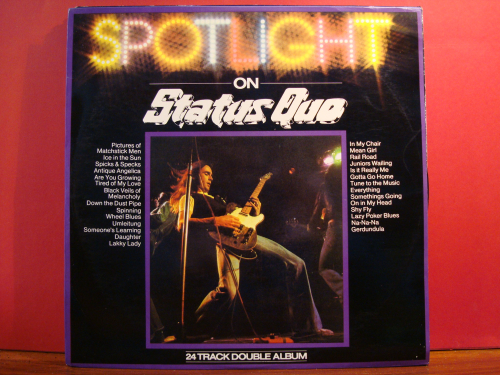 SPOTLIGHT
ON
Status Quo
Pictures of
Matchstick Men
Ice in the Sun
Spicks & Specks
Antique Angelica
Are You Growing
Tired of My Love
Black Veils of
Melancholy
Down the Dust Pipe
Spinning
Wheel Blues
Umleitung
Someone's Learning
Daughter
Lakky Lady
In My Chair
Mean Girl
Rail Road
Juniors Wailing
Is it Really Me
Gotta Go Home
Tune to the Music
Everything
Somethings Going
On in My Head
Shy Fly
Lazy Poker Blues
Na-Na-Na
Gerdundula
24 TRACK DOUBLE ALBUM